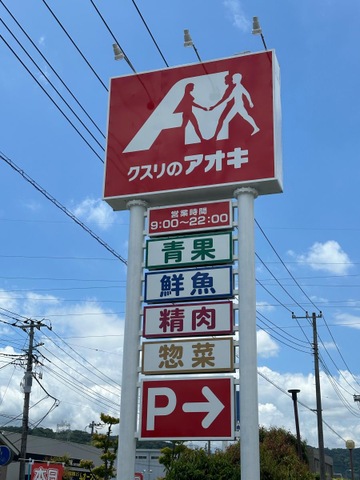 クスリのアオキ
営業時間
9:00～22:00
青果
鮮魚
精肉
惣菜
P→